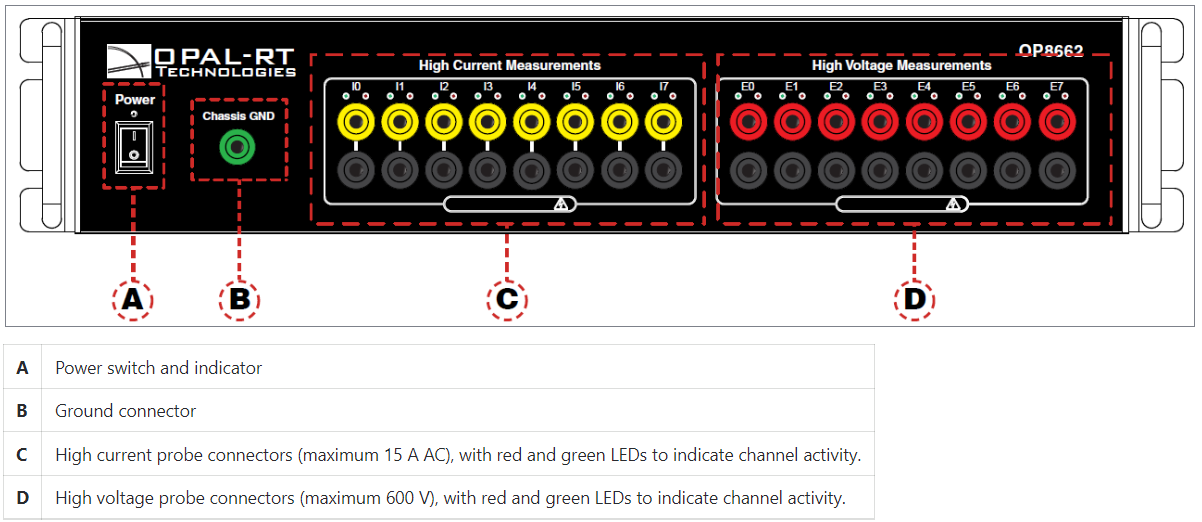 OPAL-RT
TECHNOLOGIES
OP8662
High Current Measurements
High Voltage Measurements
Power
Chassis GND
I0 I1 I2 I3 I4 I5 I6 I7
E0 E1 E2 E3 E4 E5 E6 E7
A B C D
A Power switch and indicator
B Ground connector
C High current probe connectors (maximum 15 A AC), with red and green LEDs to indicate channel activity.
D High voltage probe connectors (maximum 600 V), with red and green LEDs to indicate channel activity.